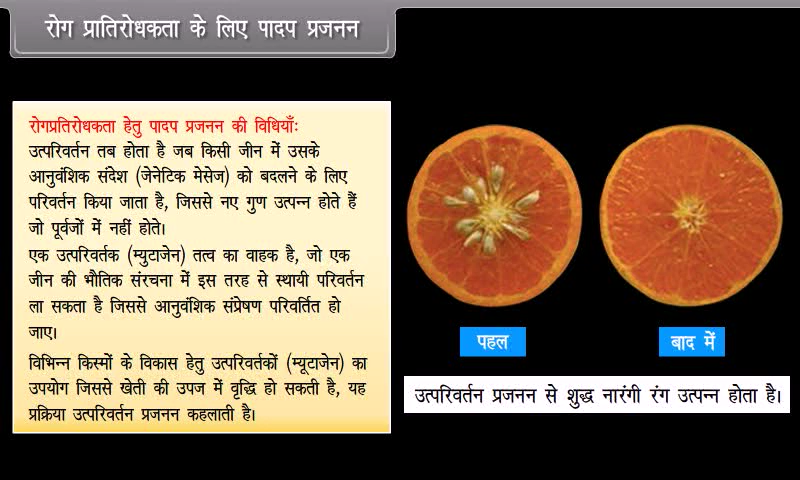 रोग प्रातिरोधकता के लिए पादप प्रजनन
रोगप्रतिरोधकता हेतु पादप प्रजनन की विधियाँः
उत्परिवर्तन तब होता है जब किसी जीन में उसके
आनुवंशिक संदेश (जेनेटिक मेसेज) को बदलने के लिए
परिवर्तन किया जाता है, जिससे नए गुण उत्पन्न होते हैं
जो पूर्वजों में नहीं होते।
एक उत्परिवर्तक (म्युटाजेन) तत्व का वाहक है, जो एक
जीन की भौतिक संरचना में इस तरह से स्थायी परिवर्तन
ला सकता है जिससे आनुवंशिक संप्रेषण परिवर्तित हो
जाए।
विभिन्न किस्मों के विकास हेतु उत्परिवर्तकों (म्यूटाजेन) का
उपयोग जिससे खेती की उपज में वृद्धि हो सकती है, यह
प्रक्रिया उत्परिवर्तन प्रजनन कहलाती है।
पहल
बाद में
उत्परिवर्तन प्रजनन से शुद्ध नारंगी रंग उत्पन्न होता है।